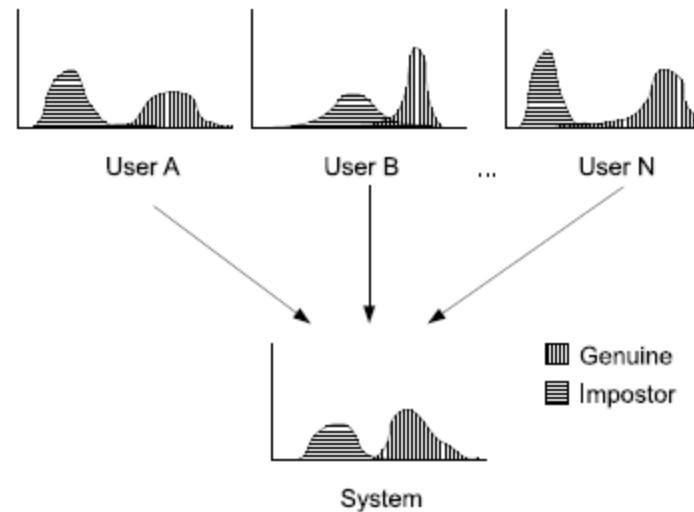 User A
User B
...
User N
Genuine
Impostor
System